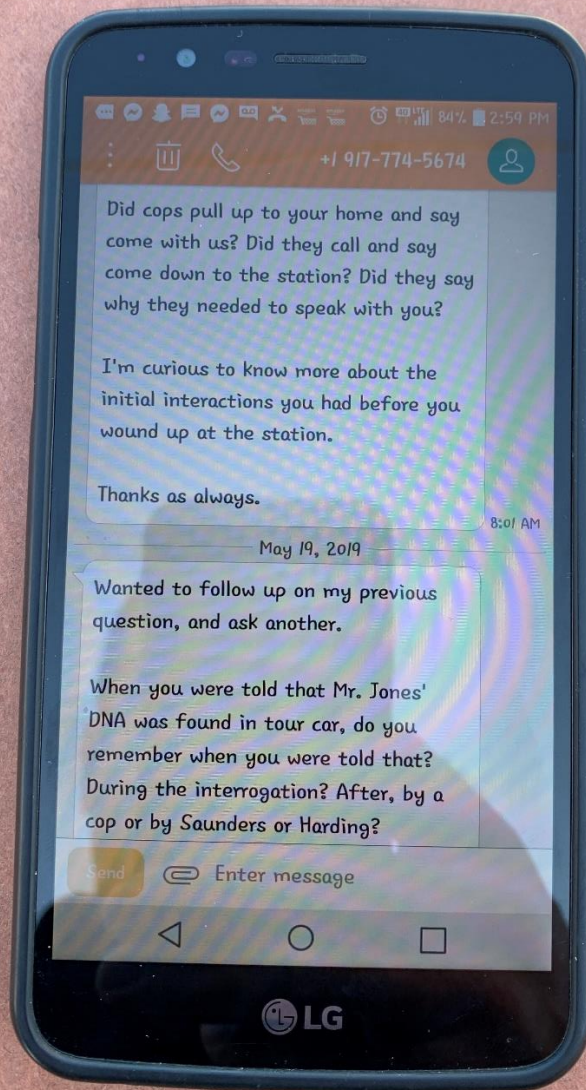 84% 2:59 PM
+1 917-774-5674
Did cops pull up to your home and say
come with us? Did they call and say
come down to the station? Did they say
why they needed to speak with you?
I'm curious to know more about the
initial interactions you had before you
wound up at the station.
Thanks as always.
8:01 AM
May 19, 2019
Wanted to follow up on my previous
question, and ask another.
When you were told that Mr. Jones'
DNA was found in tour car, do you
remember when you were told that?
During the interrogation? After, by a
cop or by Saunders or Harding?
Send Enter message
LG